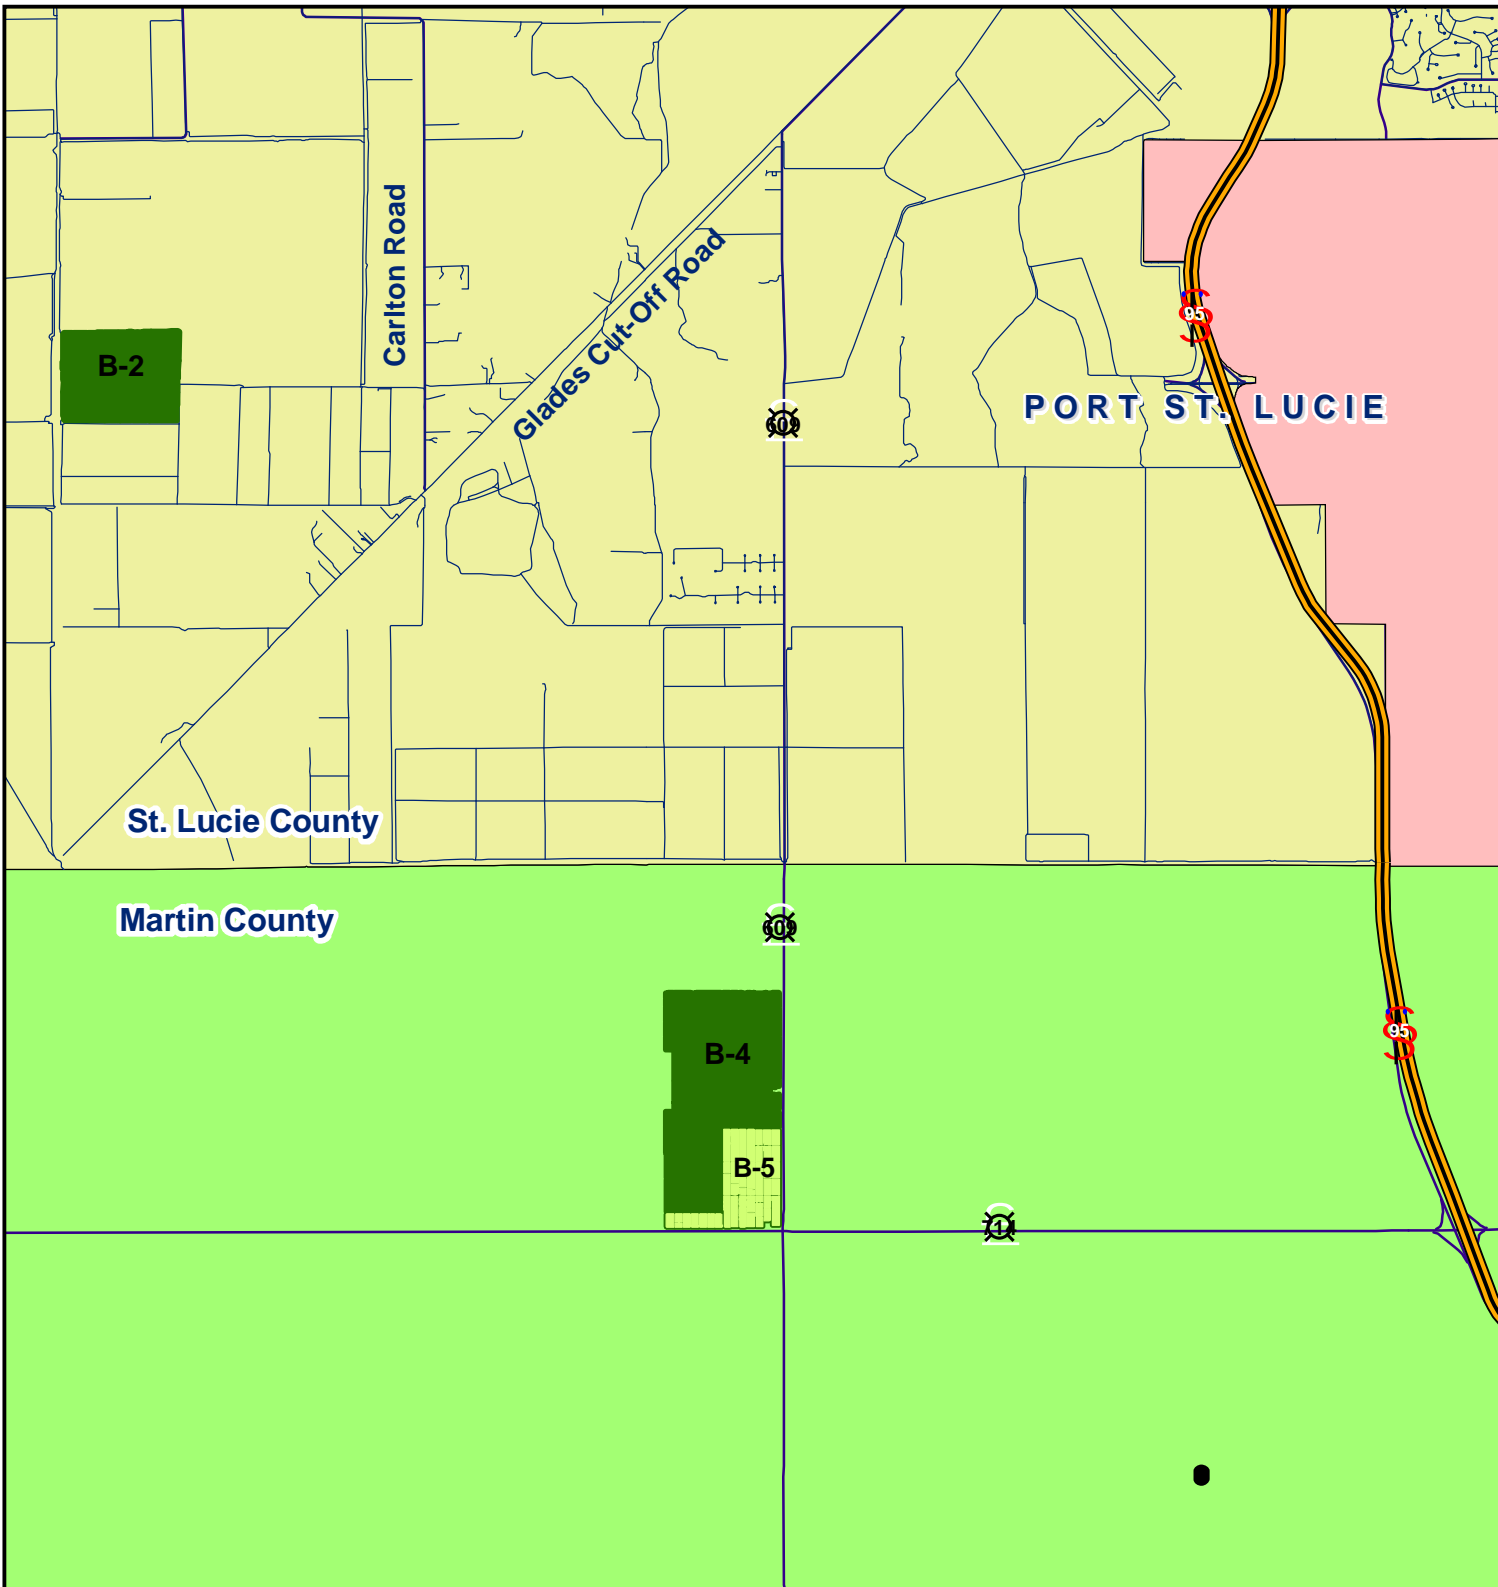 Carlton Road
Glades Cut-Off Road
B-2
95
PORT ST. LUCIE
609
St. Lucie County
Martin County
609
95
B-4
B-5
714